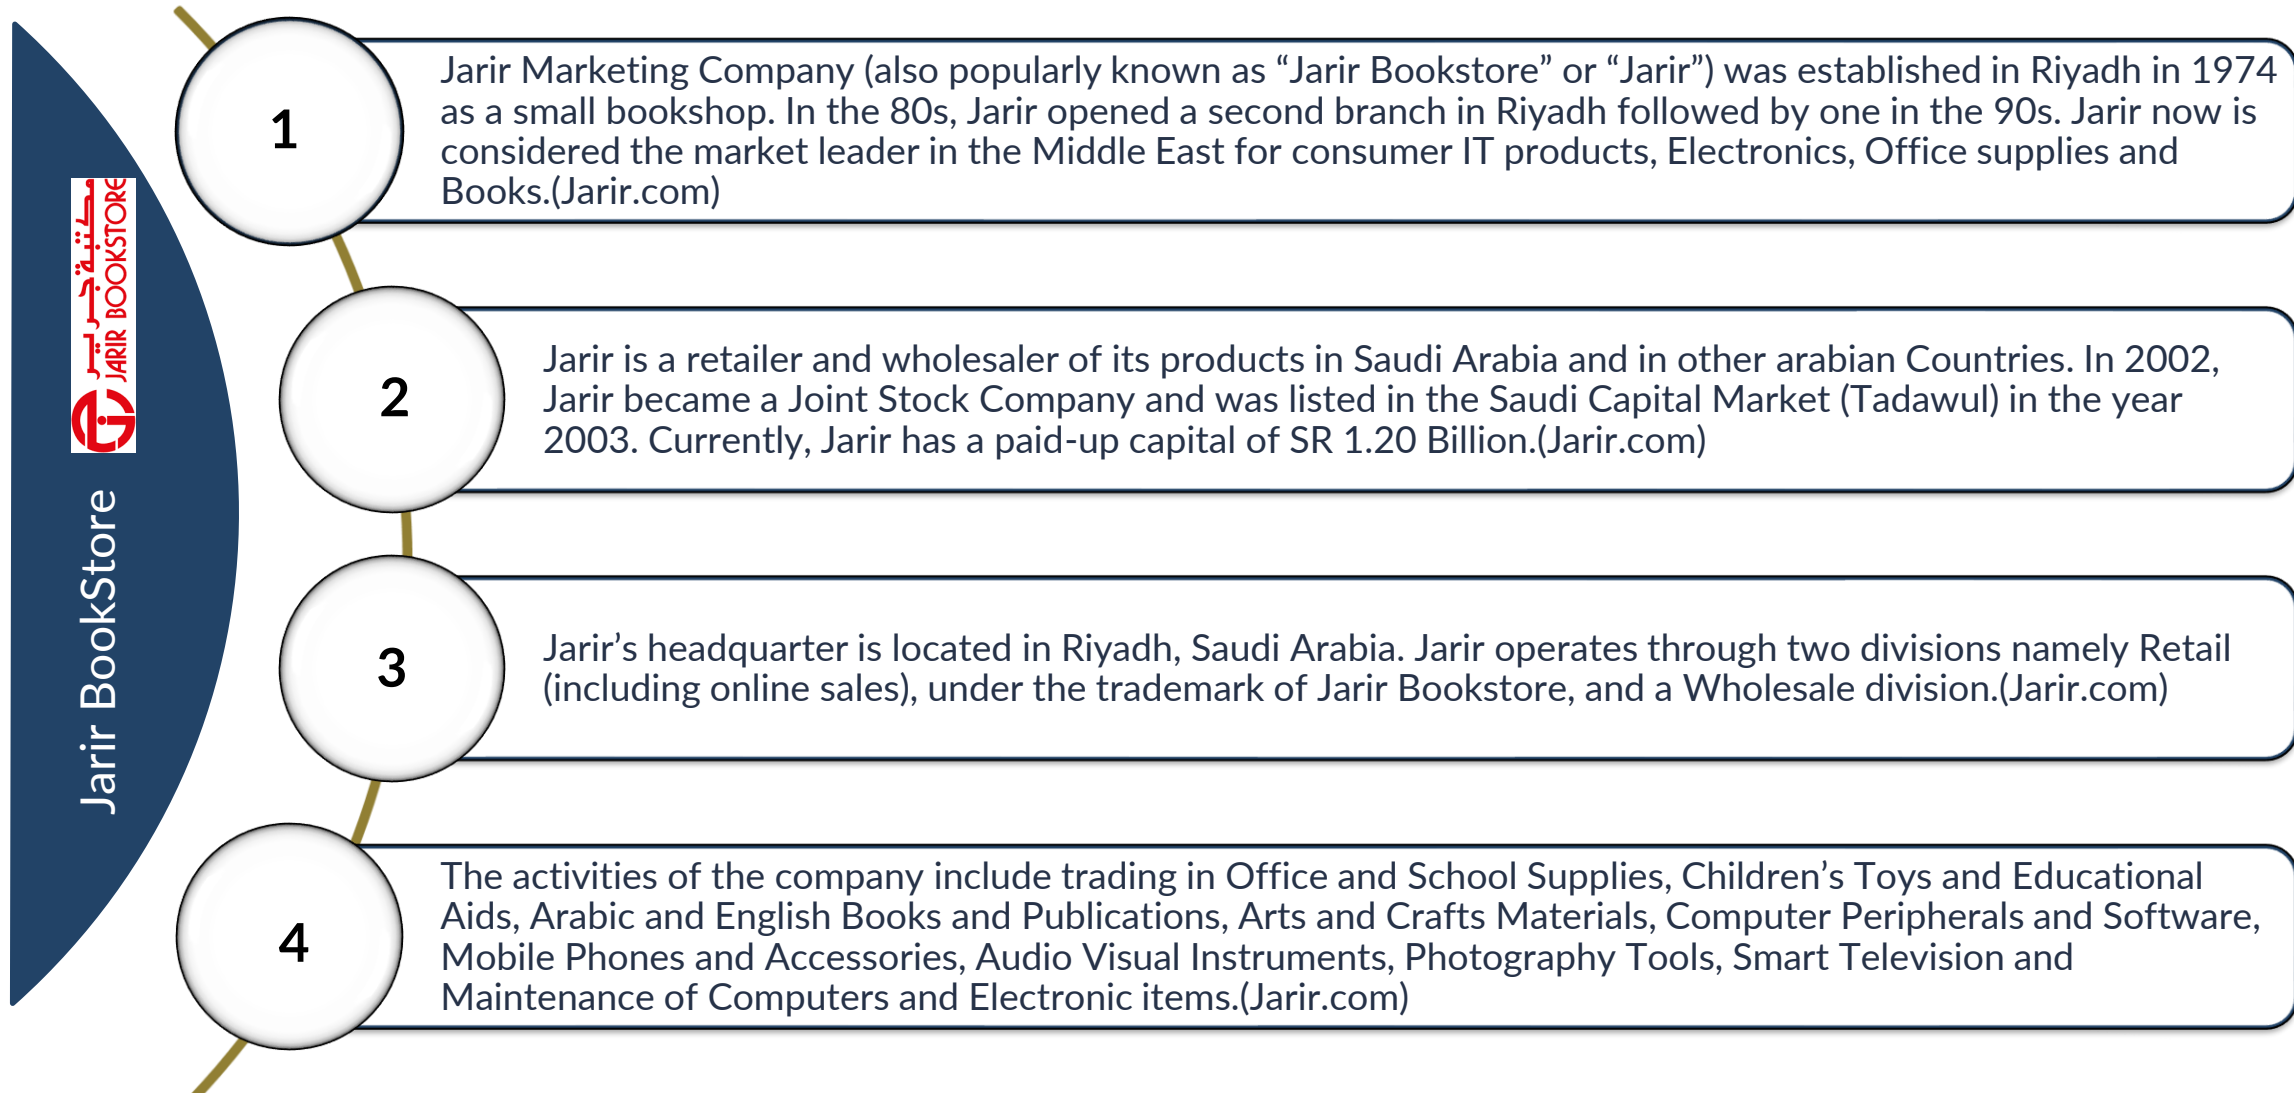 مكتبة جرير
JARIR BOOKSTORE
Jarir BookStore
1
Jarir Marketing Company (also popularly known as “Jarir Bookstore” or “Jarir”) was established in Riyadh in 1974
as a small bookshop. In the 80s, Jarir opened a second branch in Riyadh followed by one in the 90s. Jarir now is
considered the market leader in the Middle East for consumer IT products, Electronics, Office supplies and
Books.(Jarir.com)
2
Jarir is a retailer and wholesaler of its products in Saudi Arabia and in other arabian Countries. In 2002,
Jarir became a Joint Stock Company and was listed in the Saudi Capital Market (Tadawul) in the year
2003. Currently, Jarir has a paid-up capital of SR 1.20 Billion.(Jarir.com)
3
Jarir’s headquarter is located in Riyadh, Saudi Arabia. Jarir operates through two divisions namely Retail
(including online sales), under the trademark of Jarir Bookstore, and a Wholesale division.(Jarir.com)
4
The activities of the company include trading in Office and School Supplies, Children’s Toys and Educational
Aids, Arabic and English Books and Publications, Arts and Crafts Materials, Computer Peripherals and Software,
Mobile Phones and Accessories, Audio Visual Instruments, Photography Tools, Smart Television and
Maintenance of Computers and Electronic items.(Jarir.com)